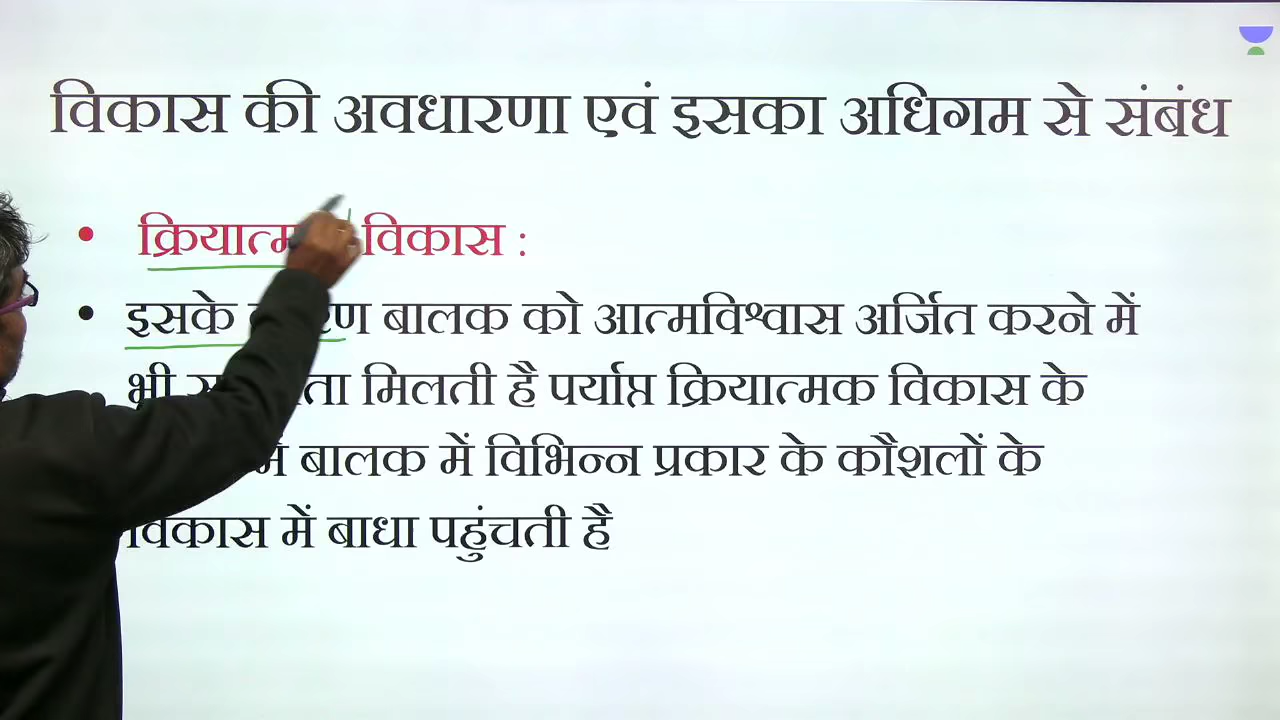 विकास की अवधारणा एवं इसका अधिगम से संबंध
विकास :
इसके बालक को आत्मविश्वास अर्जित करने में
भी मिलती है पर्याप्त क्रियात्मक विकास के
बालक में विभिन्न प्रकार के कौशलों के
विकास में बाधा पहुंचती है